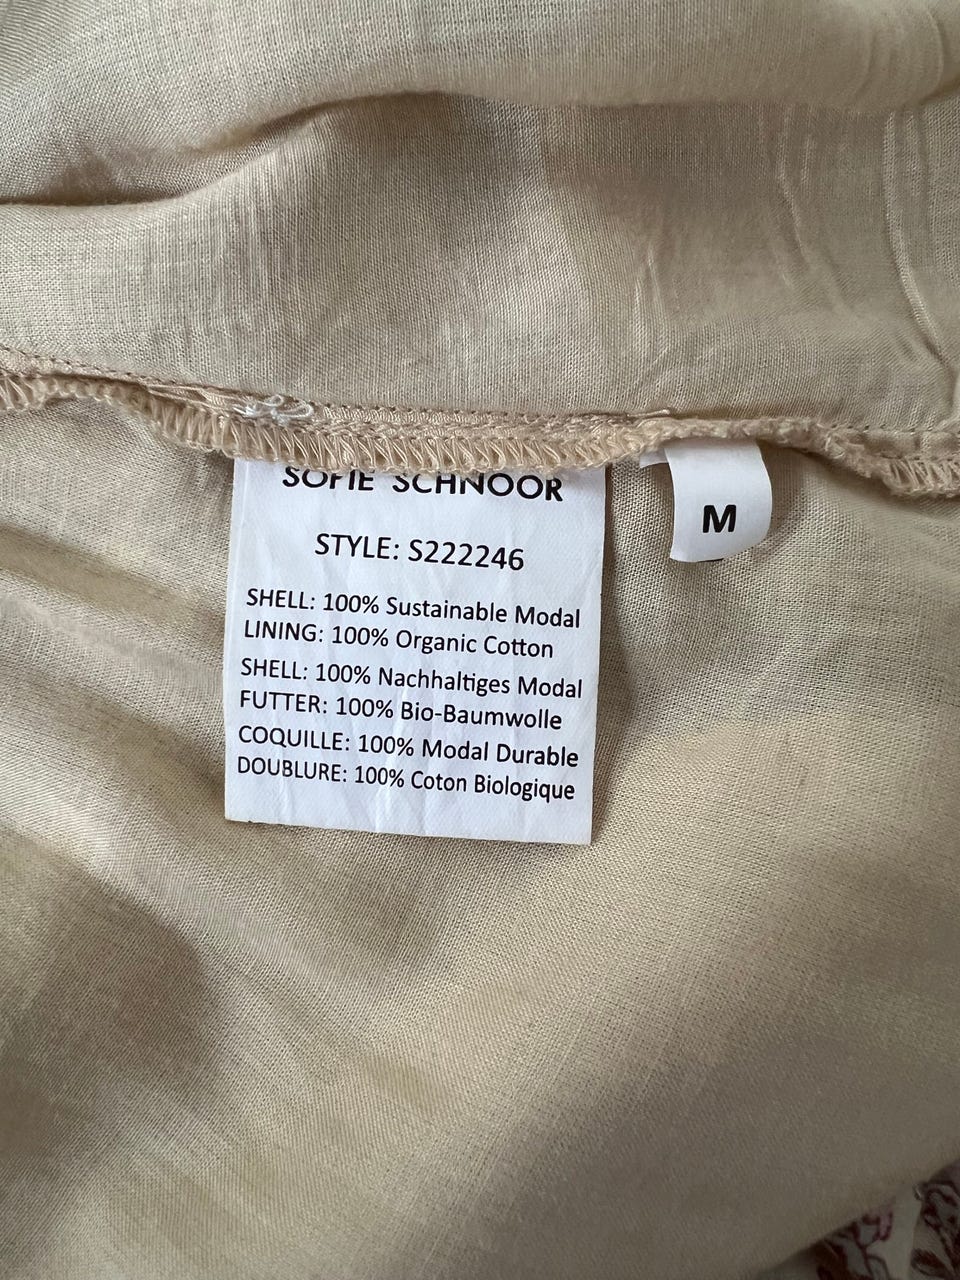 SOFIE SCHNOOR
M
STYLE: S222246
SHELL: 100% Sustainable Modal
LINING: 100% Organic Cotton
SHELL: 100% Nachhaltiges Modal
FUTTER: 100% Bio-Baumwolle
COQUILLE: 100% Modal Durable
DOUBLURE: 100% Coton Biologique